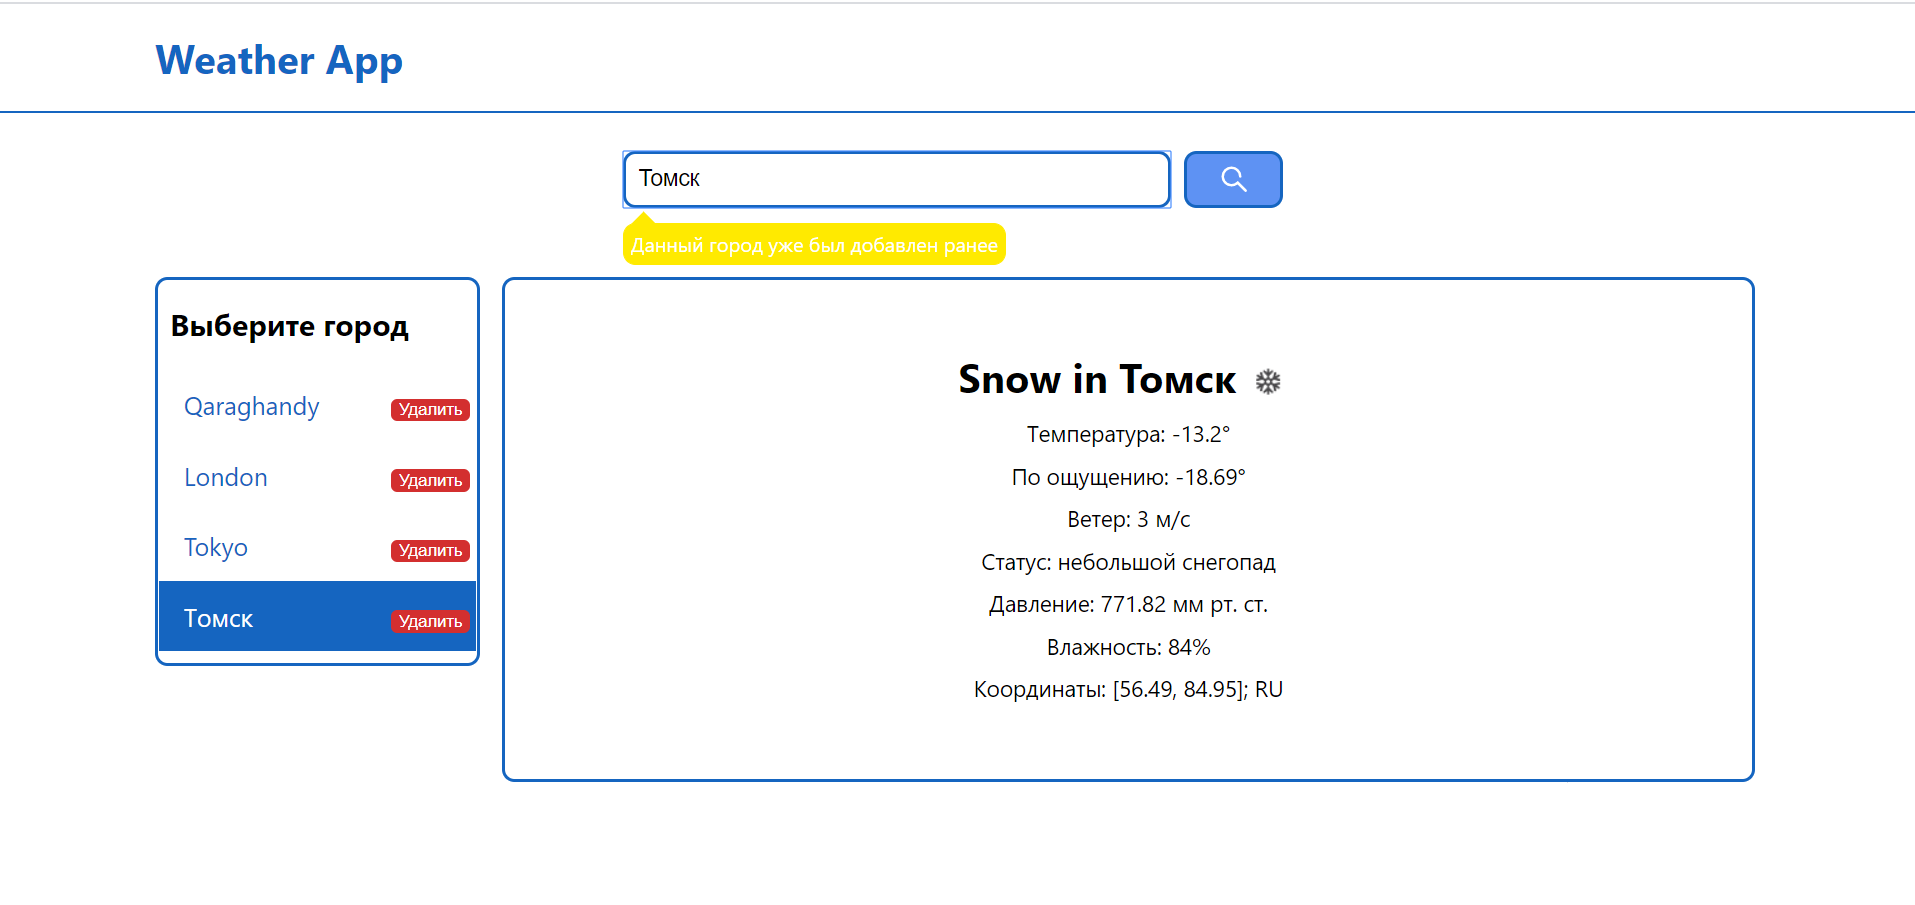 Weather App
Томск
Данный город уже был добавлен ранее
Выберите город
Qaraghandy Удалить
London Удалить
Tokyo Удалить
Томск Удалить
Snow in Томск
Температура: -13.2°
По ощущению: -18.69°
Ветер: 3 м/с
Статус: небольшой снегопад
Давление: 771.82 мм рт. ст.
Влажность: 84%
Координаты: [56.49, 84.95]; RU